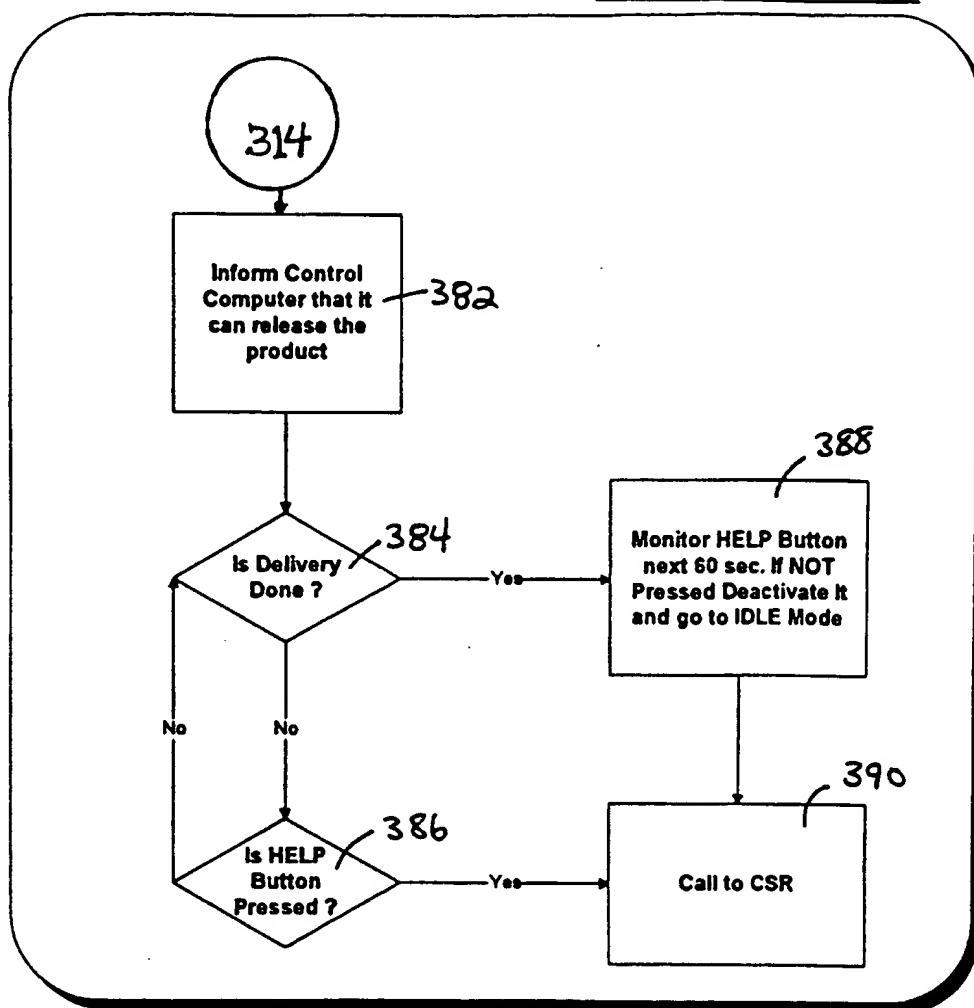 314
Inform Control
Computer that it
can release the
product
382
Is Delivery
Done ?
384
Yes
388
Monitor HELP Button
next 60 sec. If NOT
Pressed Deactivate It
and go to IDLE Mode
No
No
Is HELP
Button
Pressed ?
386
Yes
390
Call to CSR